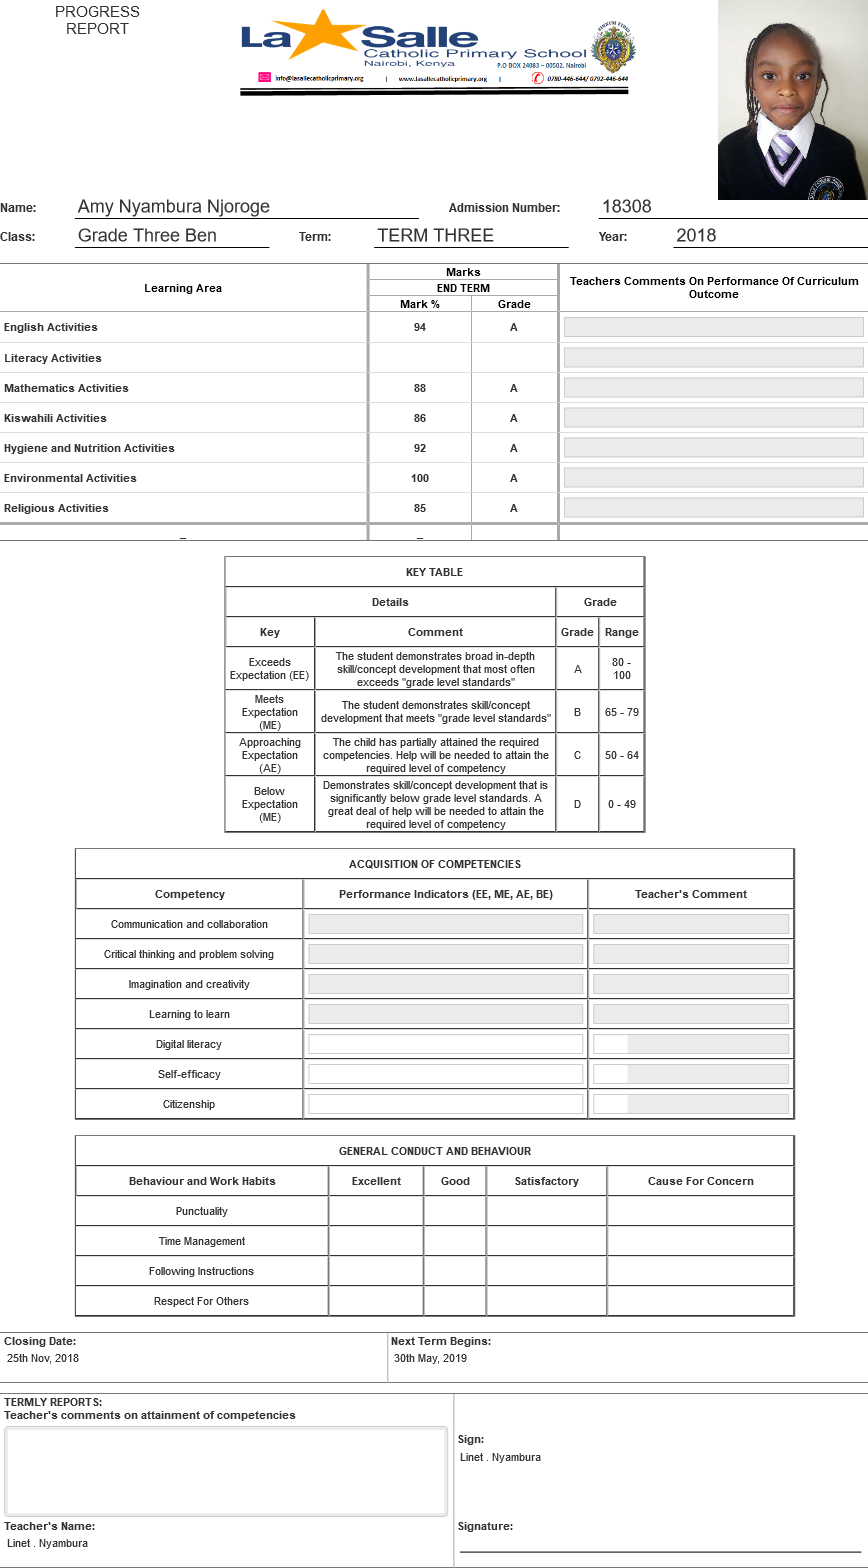 PROGRESS
REPORT
La Salle
Catholic Primary School
Nairobi, Kenya
P.O BOX 24083 – 00502, Nairobi
info@lasallecatholicprimary.org | www.lasallecatholicprimary.org | 0780-446-644/ 0792-446-644
Name: Amy Nyambura Njoroge Admission Number: 18308
Class: Grade Three Ben Term: TERM THREE Year: 2018
Learning Area Marks Teachers Comments On Performance Of Curriculum Outcome
END TERM
Mark % Grade
English Activities 94 A
Literacy Activities
Mathematics Activities 88 A
Kiswahili Activities 86 A
Hygiene and Nutrition Activities 92 A
Environmental Activities 100 A
Religious Activities 85 A
_ _
KEY TABLE
Details Grade
Key Comment Grade Range
Exceeds Expectation (EE) The student demonstrates broad in-depth skill/concept development that most often exceeds "grade level standards" A 80 - 100
Meets Expectation (ME) The student demonstrates skill/concept development that meets "grade level standards" B 65 - 79
Approaching Expectation (AE) The child has partially attained the required competencies. Help will be needed to attain the required level of competency C 50 - 64
Below Expectation (ME) Demonstrates skill/concept development that is significantly below grade level standards. A great deal of help will be needed to attain the required level of competency D 0 - 49
ACQUISITION OF COMPETENCIES
Competency Performance Indicators (EE, ME, AE, BE) Teacher's Comment
Communication and collaboration
Critical thinking and problem solving
Imagination and creativity
Learning to learn
Digital literacy
Self-efficacy
Citizenship
GENERAL CONDUCT AND BEHAVIOUR
Behaviour and Work Habits Excellent Good Satisfactory Cause For Concern
Punctuality
Time Management
Following Instructions
Respect For Others
Closing Date: Next Term Begins:
25th Nov, 2018 30th May, 2019
TERMLY REPORTS:
Teacher's comments on attainment of competencies
Sign:
Linet . Nyambura
Teacher's Name: Signature:
Linet . Nyambura